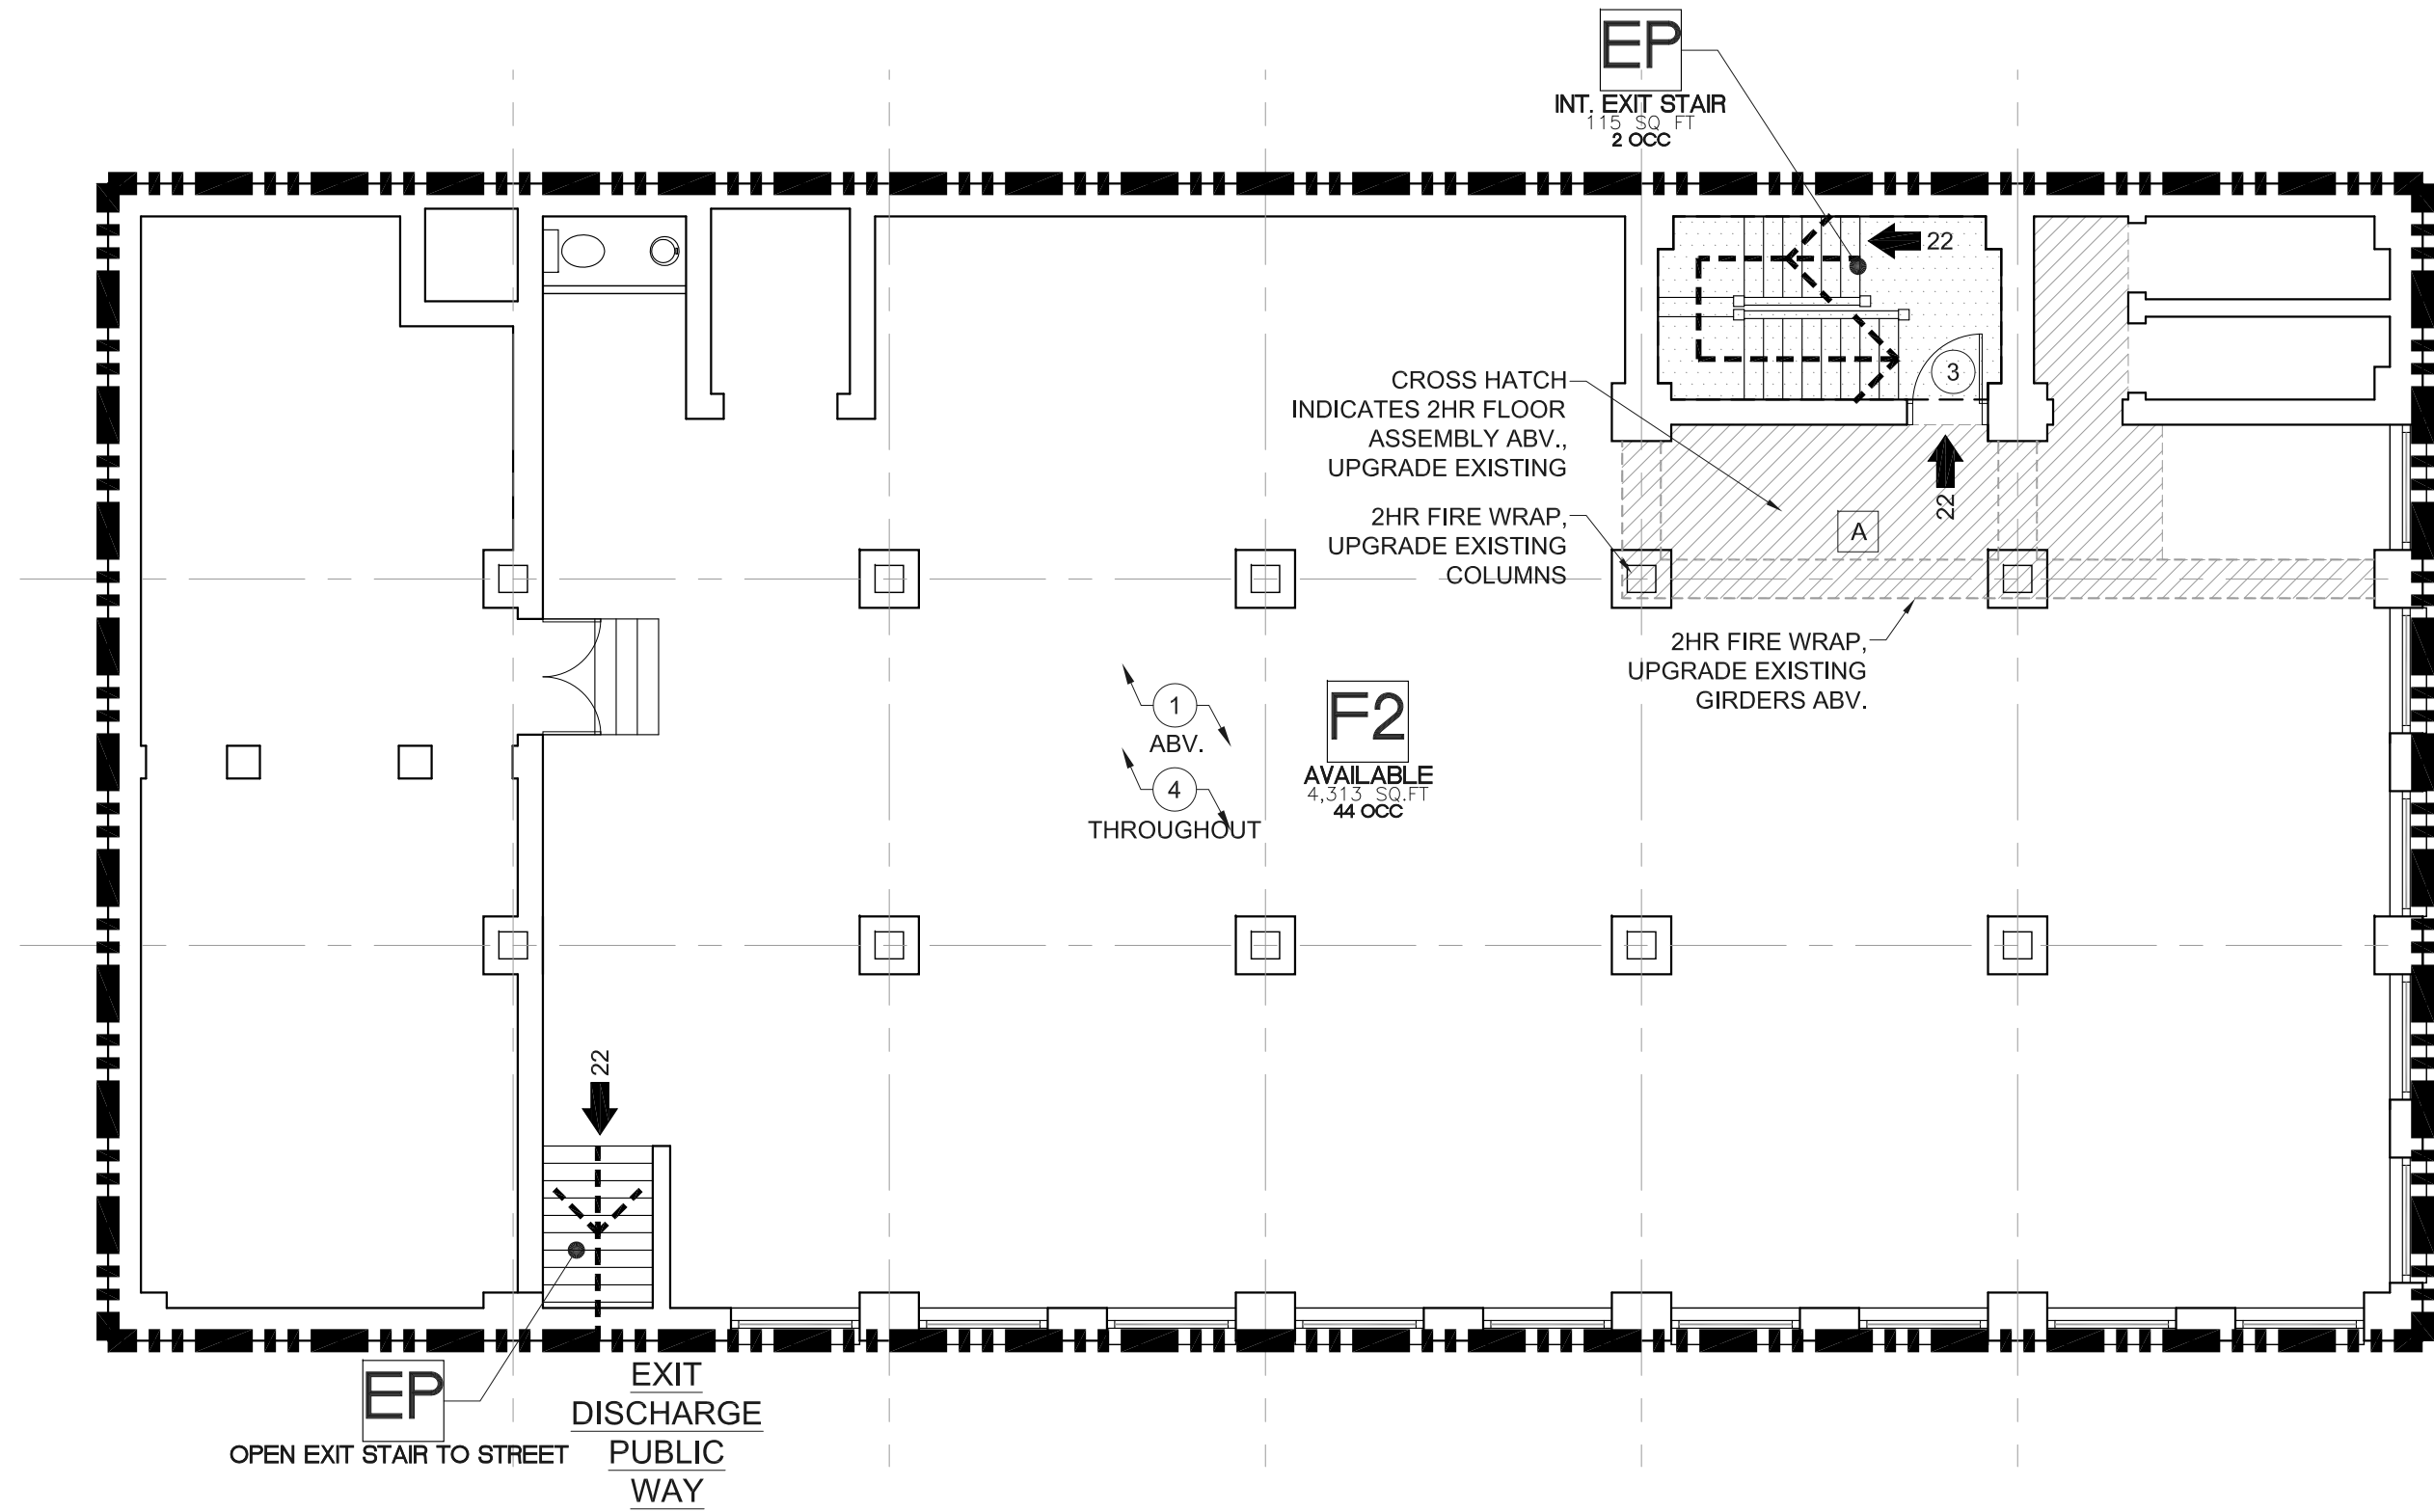 EP
INT. EXIT STAIR
115 SQ FT
2 OCC
22
3
CROSS HATCH
INDICATES 2HR FLOOR
ASSEMBLY ABV.,
UPGRADE EXISTING
22
A
2HR FIRE WRAP,
UPGRADE EXISTING
COLUMNS
2HR FIRE WRAP,
UPGRADE EXISTING
GIRDERS ABV.
1
ABV.
4
THROUGHOUT
F2
AVAILABLE
4,313 SQ.FT
44 OCC
22
EP
OPEN EXIT STAIR TO STREET
EXIT
DISCHARGE
PUBLIC
WAY